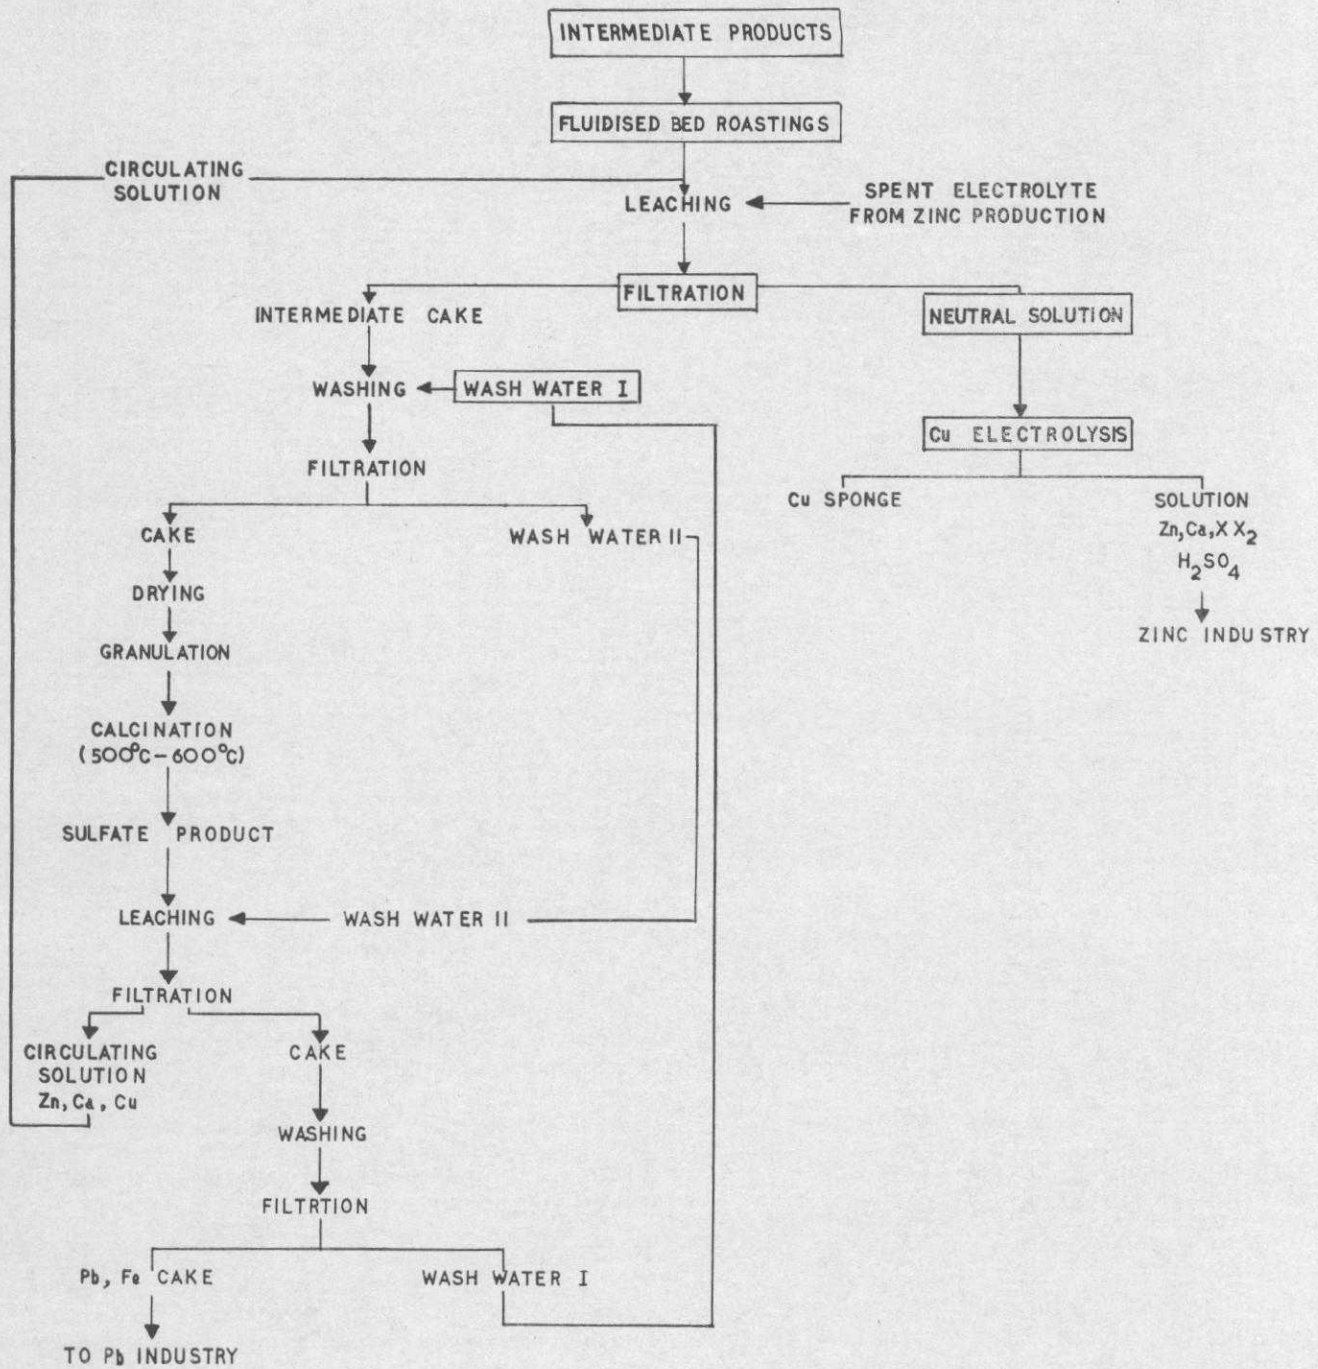 INTERMEDIATE PRODUCTS
FLUIDISED BED ROASTINGS
CIRCULATING
SOLUTION
LEACHING
SPENT ELECTROLYTE
FROM ZINC PRODUCTION
FILTRATION
INTERMEDIATE CAKE
NEUTRAL SOLUTION
WASHING
WASH WATER I
Cu ELECTROLYSIS
FILTRATION
Cu SPONGE
SOLUTION
Zn,Ca,X X2
H2SO4
ZINC INDUSTRY
CAKE
WASH WATER II
DRYING
GRANULATION
CALCINATION
(500°C-600°C)
SULFATE PRODUCT
LEACHING
WASH WATER II
FILTRATION
CIRCULATING
SOLUTION
Zn, Ca, Cu
CAKE
WASHING
FILTRTION
Pb, Fe CAKE
WASH WATER I
TO Pb INDUSTRY